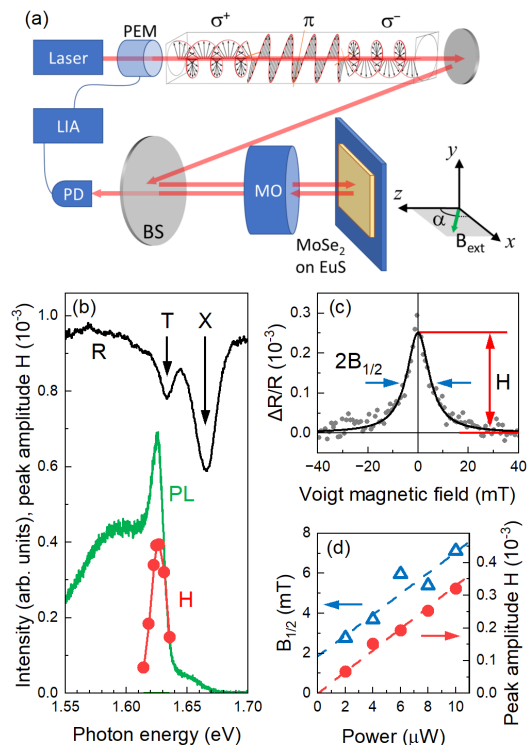 (a)
σ⁺ π σ⁻
PEM
Laser
LIA
PD
BS
MO
MoSe₂
on EuS
y
z
α
x
B_ext
(b)
T X
R
PL
H
Intensity (arb. units), peak amplitude H (10⁻³)
1.0
0.8
0.6
0.4
0.2
0.0
1.55 1.60 1.65 1.70
Photon energy (eV)
(c)
2B₁/₂
H
ΔR/R (10⁻³)
0.3
0.2
0.1
0.0
-40 -20 0 20 40
Voigt magnetic field (mT)
(d)
B₁/₂ (mT)
8
6
4
2
0
0.4
0.3
0.2
0.1
0.0
Peak amplitude H (10⁻³)
0 2 4 6 8 10
Power (μW)